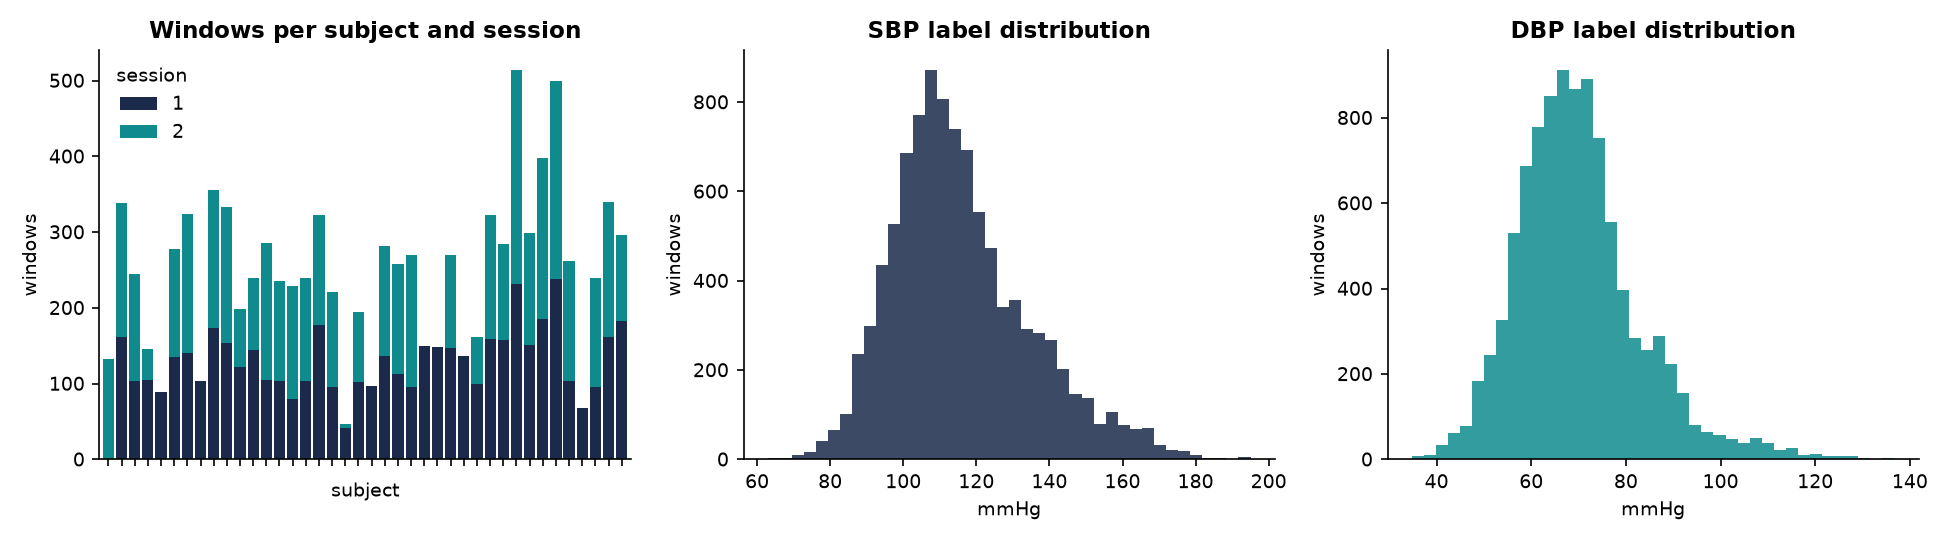 Windows per subject and session
session
1
2
500
400
300
200
100
0
windows
subject
SBP label distribution
800
600
400
200
0
windows
60 80 100 120 140 160 180 200
mmHg
DBP label distribution
800
600
400
200
0
windows
40 60 80 100 120 140
mmHg